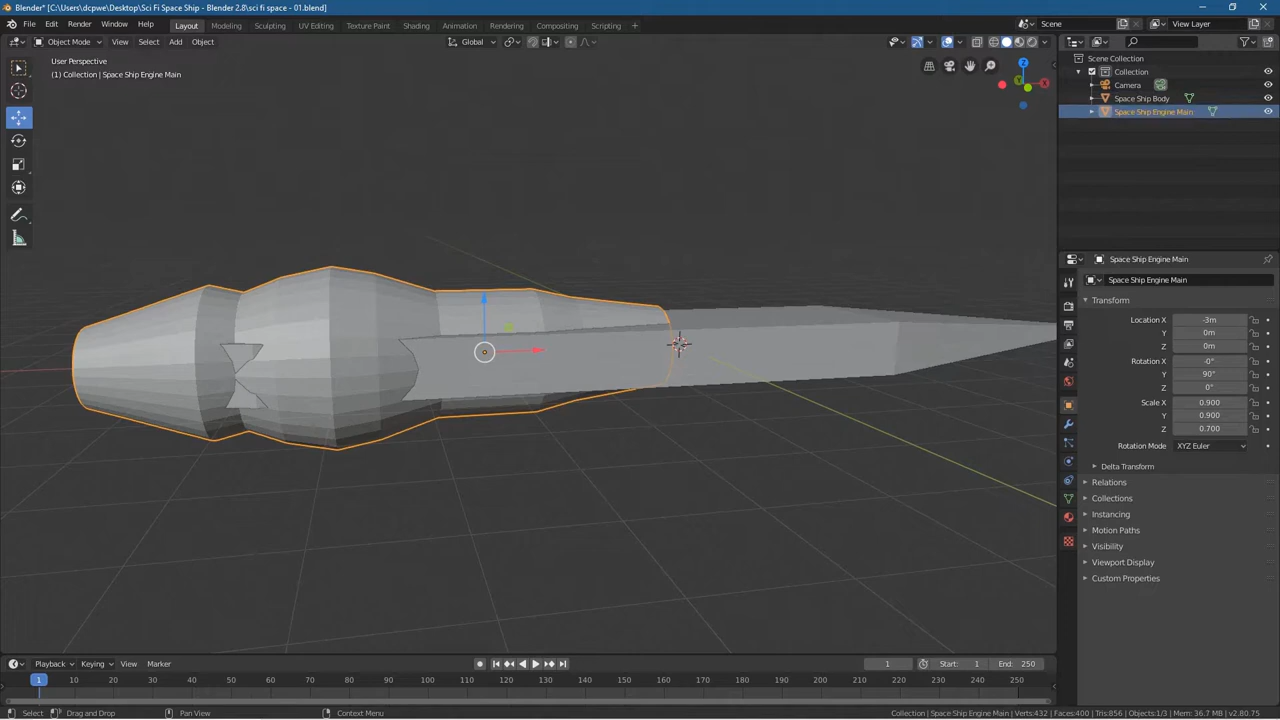 Blender* [C:\Users\dcpwe\Desktop\Sci Fi Space Ship - Blender 2.8\sci fi space - 01.blend]
File Edit Render Window Help Layout Modeling Sculpting UV Editing Texture Paint Shading Animation Rendering Compositing Scripting + Scene View Layer
Object Mode View Select Add Object Global
User Perspective
(1) Collection | Space Ship Engine Main
Z
X
Y
Scene Collection
Collection
Camera
Space Ship Body
Space Ship Engine Main
Space Ship Engine Main
Space Ship Engine Main
Transform
Location X -3m
Y 0m
Z 0m
Rotation X -0°
Y 90°
Z 0°
Scale X 0.900
Y 0.900
Z 0.700
Rotation Mode XYZ Euler
Delta Transform
Relations
Collections
Instancing
Motion Paths
Visibility
Viewport Display
Custom Properties
Playback Keying View Marker 1 Start: 1 End: 250
1 10 20 30 40 50 60 70 80 90 100 110 120 130 140 150 160 170 180 190 200 210 220 230 240 250
Select Drag and Drop Pan View Context Menu Collection | Space Ship Engine Main | Verts:432 | Faces:400 | Tris:856 | Objects:1/3 | Mem: 36.7 MB | v2.80.75